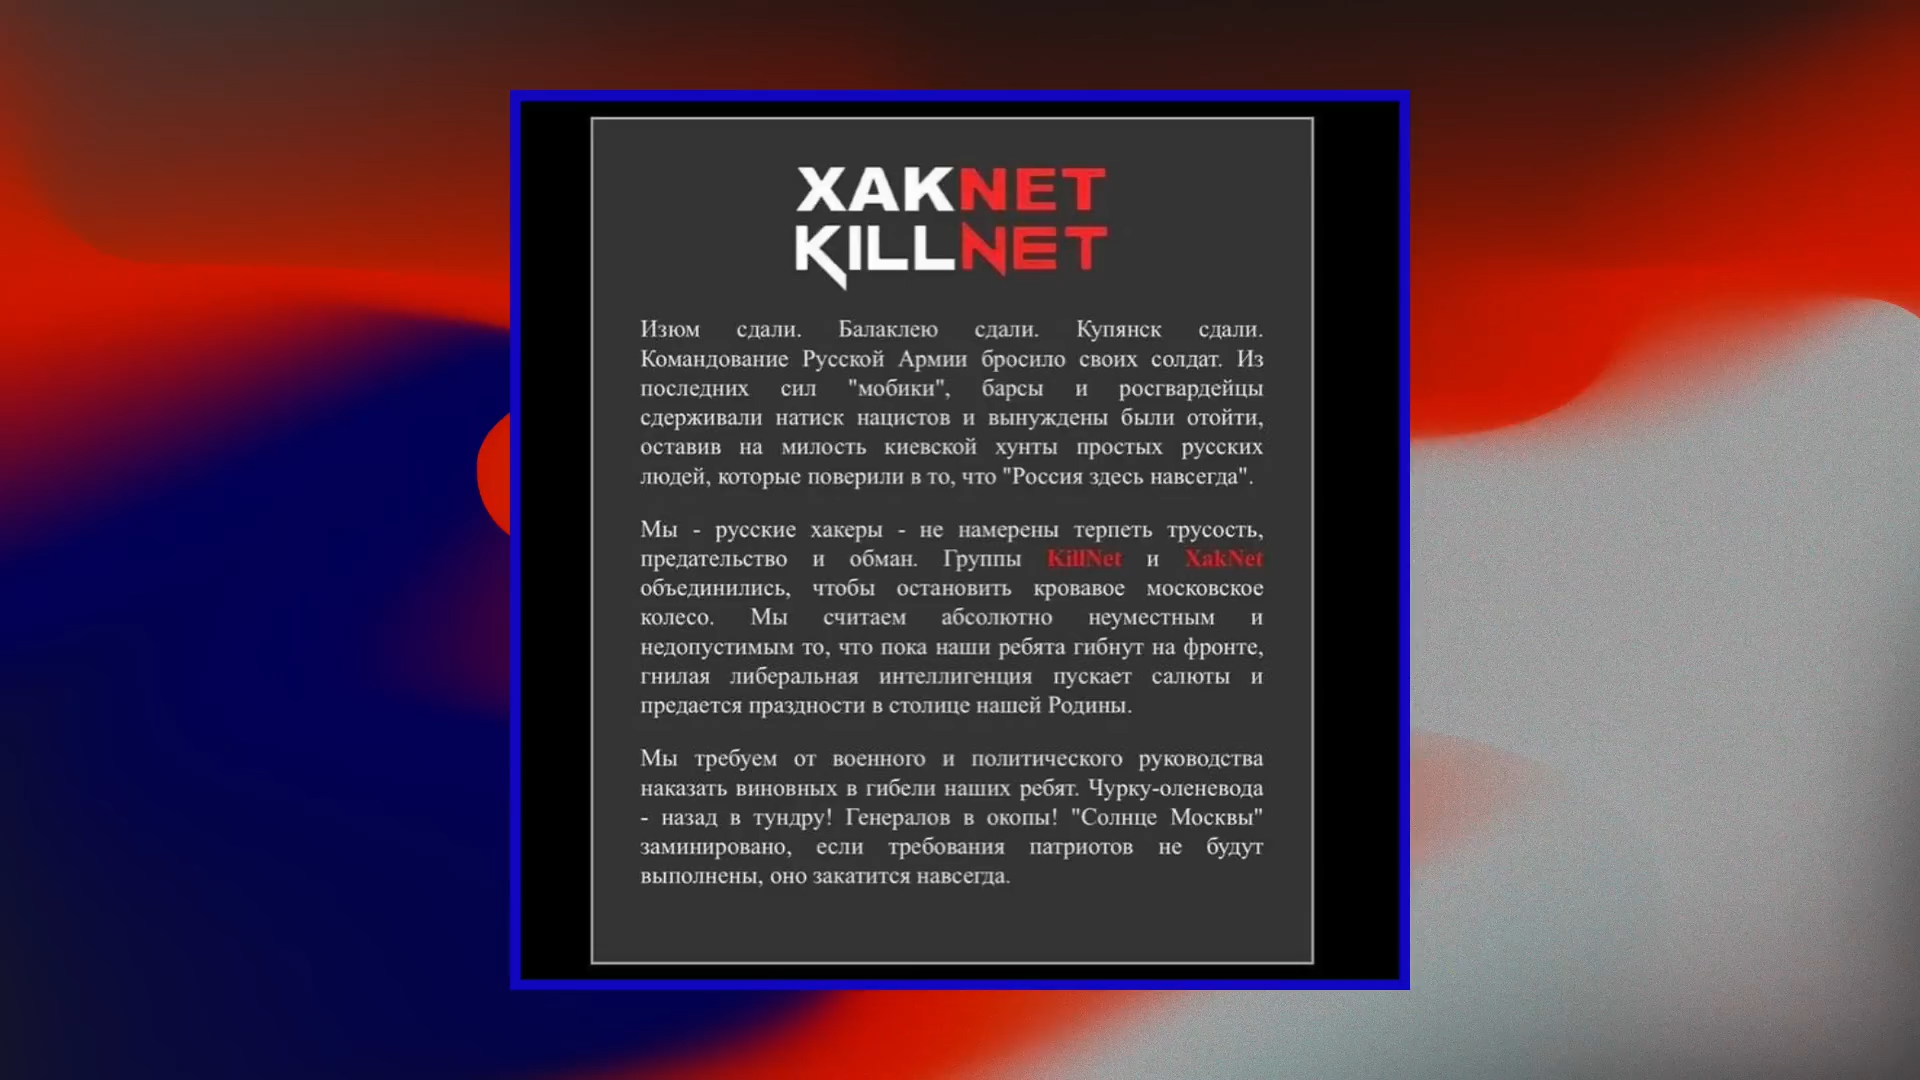 XAKNET
KILLNET
Изюм сдали. Балаклею сдали. Купянск сдали.
Командование Русской Армии бросило своих солдат. Из
последних сил "мобики", барсы и росгвардейцы
сдерживали натиск нацистов и вынуждены были отойти,
оставив на милость киевской хунты простых русских
людей, которые поверили в то, что "Россия здесь навсегда".
Мы - русские хакеры - не намерены терпеть трусость,
предательство и обман. Группы KillNet и XakNet
объединились, чтобы остановить кровавое московское
колесо. Мы считаем абсолютно неуместным и
недопустимым то, что пока наши ребята гибнут на фронте,
гнилая либеральная интеллигенция пускает салюты и
предается праздности в столице нашей Родины.
Мы требуем от военного и политического руководства
наказать виновных в гибели наших ребят. Чурку-оленевода
- назад в тундру! Генералов в окопы! "Солнце Москвы"
заминировано, если требования патриотов не будут
выполнены, оно закатится навсегда.